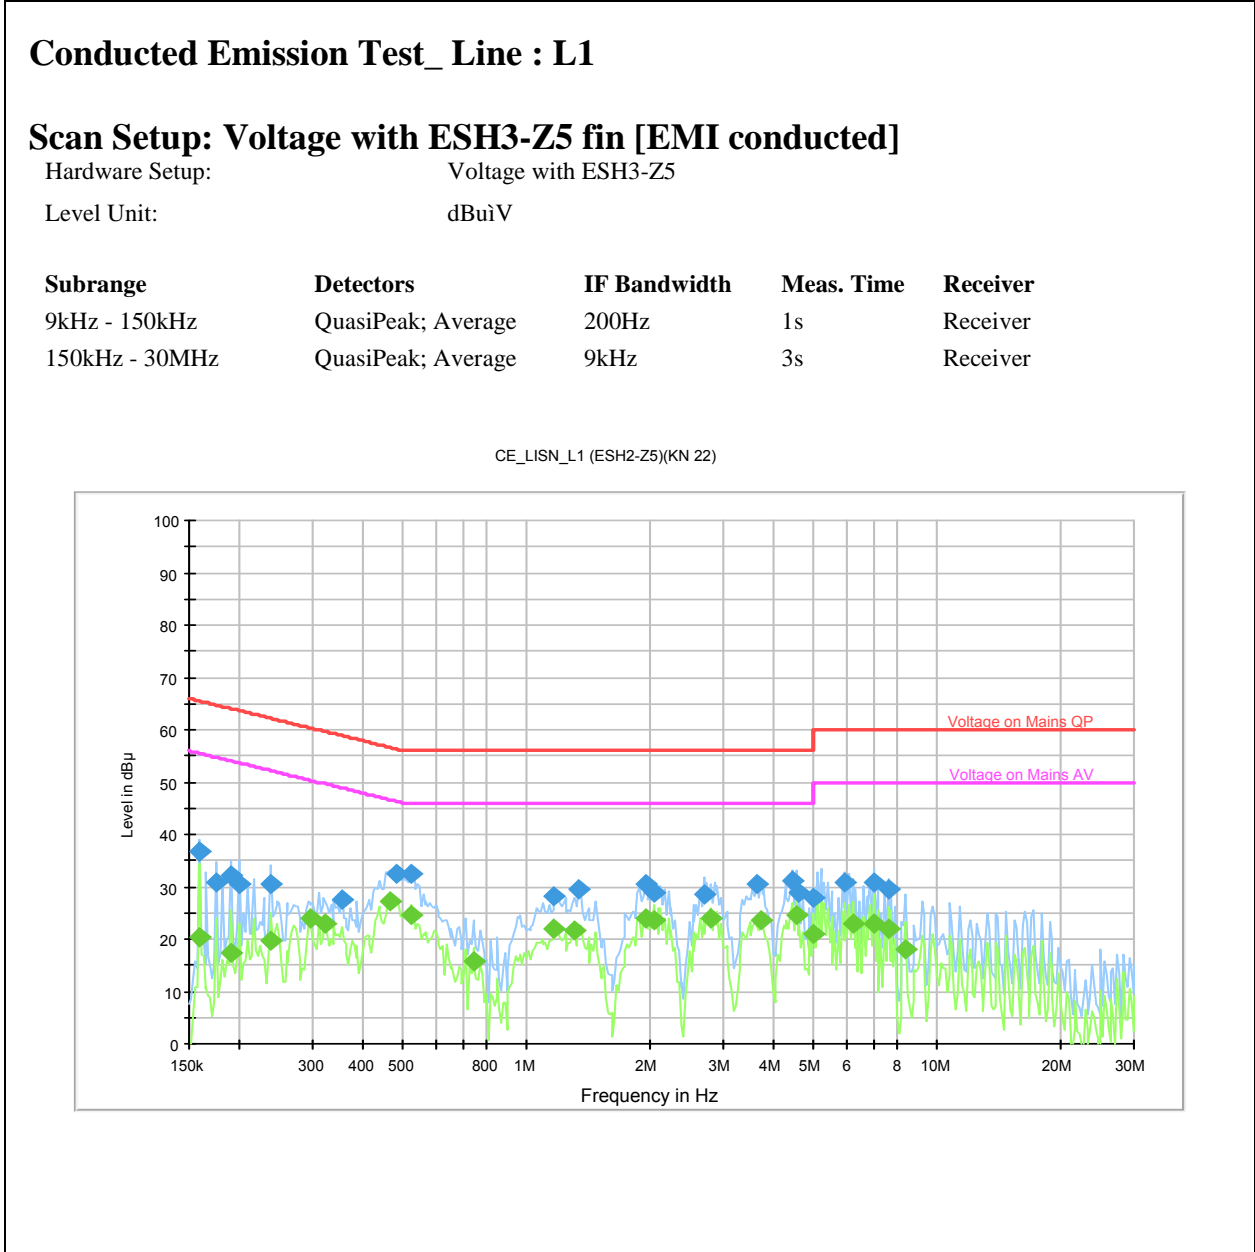 Conducted Emission Test_ Line : L1
Scan Setup: Voltage with ESH3-Z5 fin [EMI conducted]
Hardware Setup: Voltage with ESH3-Z5
Level Unit: dBuìV
Subrange Detectors IF Bandwidth Meas. Time Receiver
9kHz - 150kHz QuasiPeak; Average 200Hz 1s Receiver
150kHz - 30MHz QuasiPeak; Average 9kHz 3s Receiver
CE_LISN_L1 (ESH2-Z5)(KN 22)
100
90
80
70
60
50
40
30
20
10
0
Level in dBµ
Voltage on Mains QP
Voltage on Mains AV
150k 300 400 500 800 1M 2M 3M 4M 5M 6 8 10M 20M 30M
Frequency in Hz